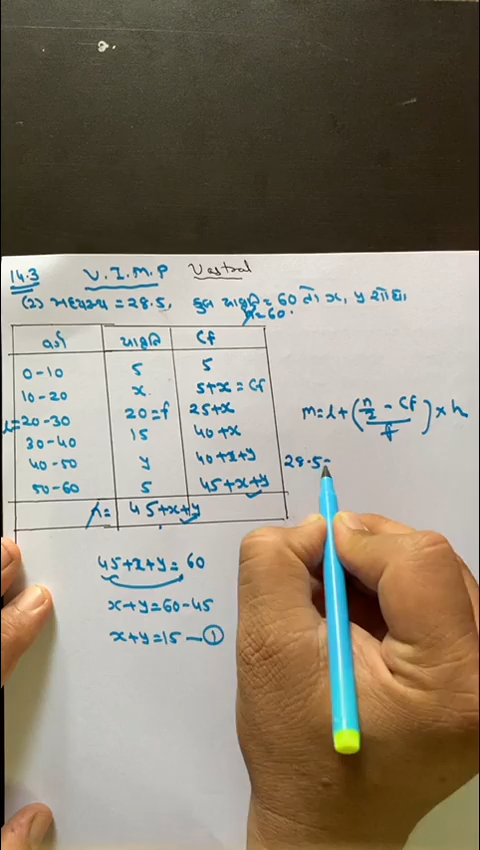 14.3 V.I.M.P Vastral
(2) મધ્યસ્થ = 28.5, કુલ આવૃત્તિ = 60 તો x, y શોધો.
n=60.
વર્ગ આવૃત્તિ cf
0-10 5 5
10-20 x. 5+x = cf
l=20-30 20=f 25+x
30-40 15 40+x
40-50 y 40+x+y
50-60 5 45+x+y
n= 45+x+y
m=l+(n/2 - cf / f)×h
28.5=
45+x+y=60
x+y=60-45
x+y=15 —①